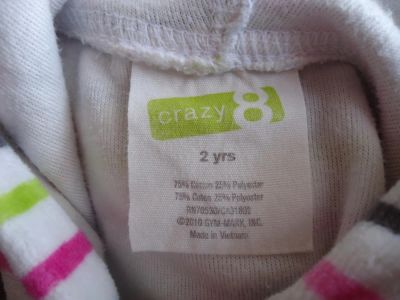 crazy 8
2 yrs
75% Cotton 25% Polyester
75% Coton 25% Polyester
RN70530/CA31800
©2010 GYM-MARK, INC.
Made in Vietnam